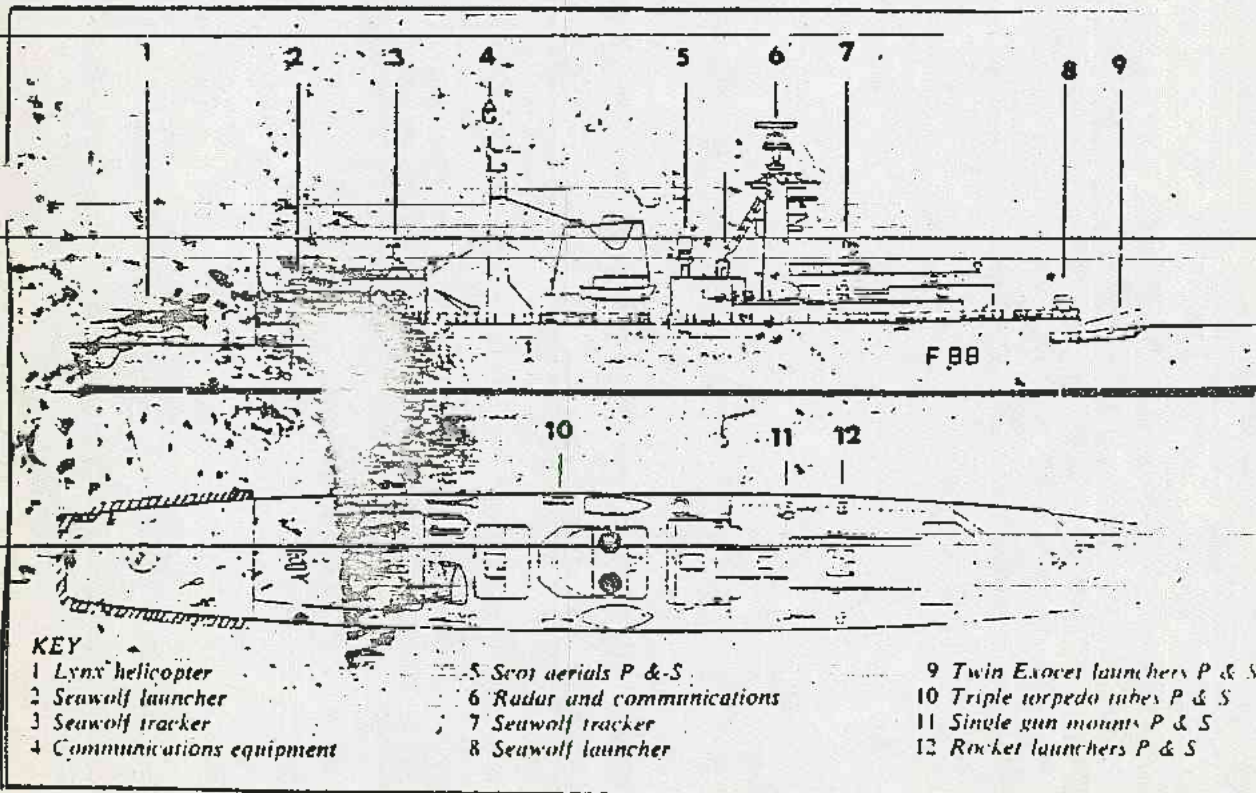 1 2 3 4 5 6 7 8 9
F 88
10 11 12
KEY
1 Lynx helicopter
2 Seawolf launcher
3 Seawolf tracker
4 Communications equipment
5 Scot aerials P & S
6 Radar and communications
7 Seawolf tracker
8 Seawolf launcher
9 Twin Exocet launchers P & S
10 Triple torpedo tubes P & S
11 Single gun mounts P & S
12 Rocket launchers P & S